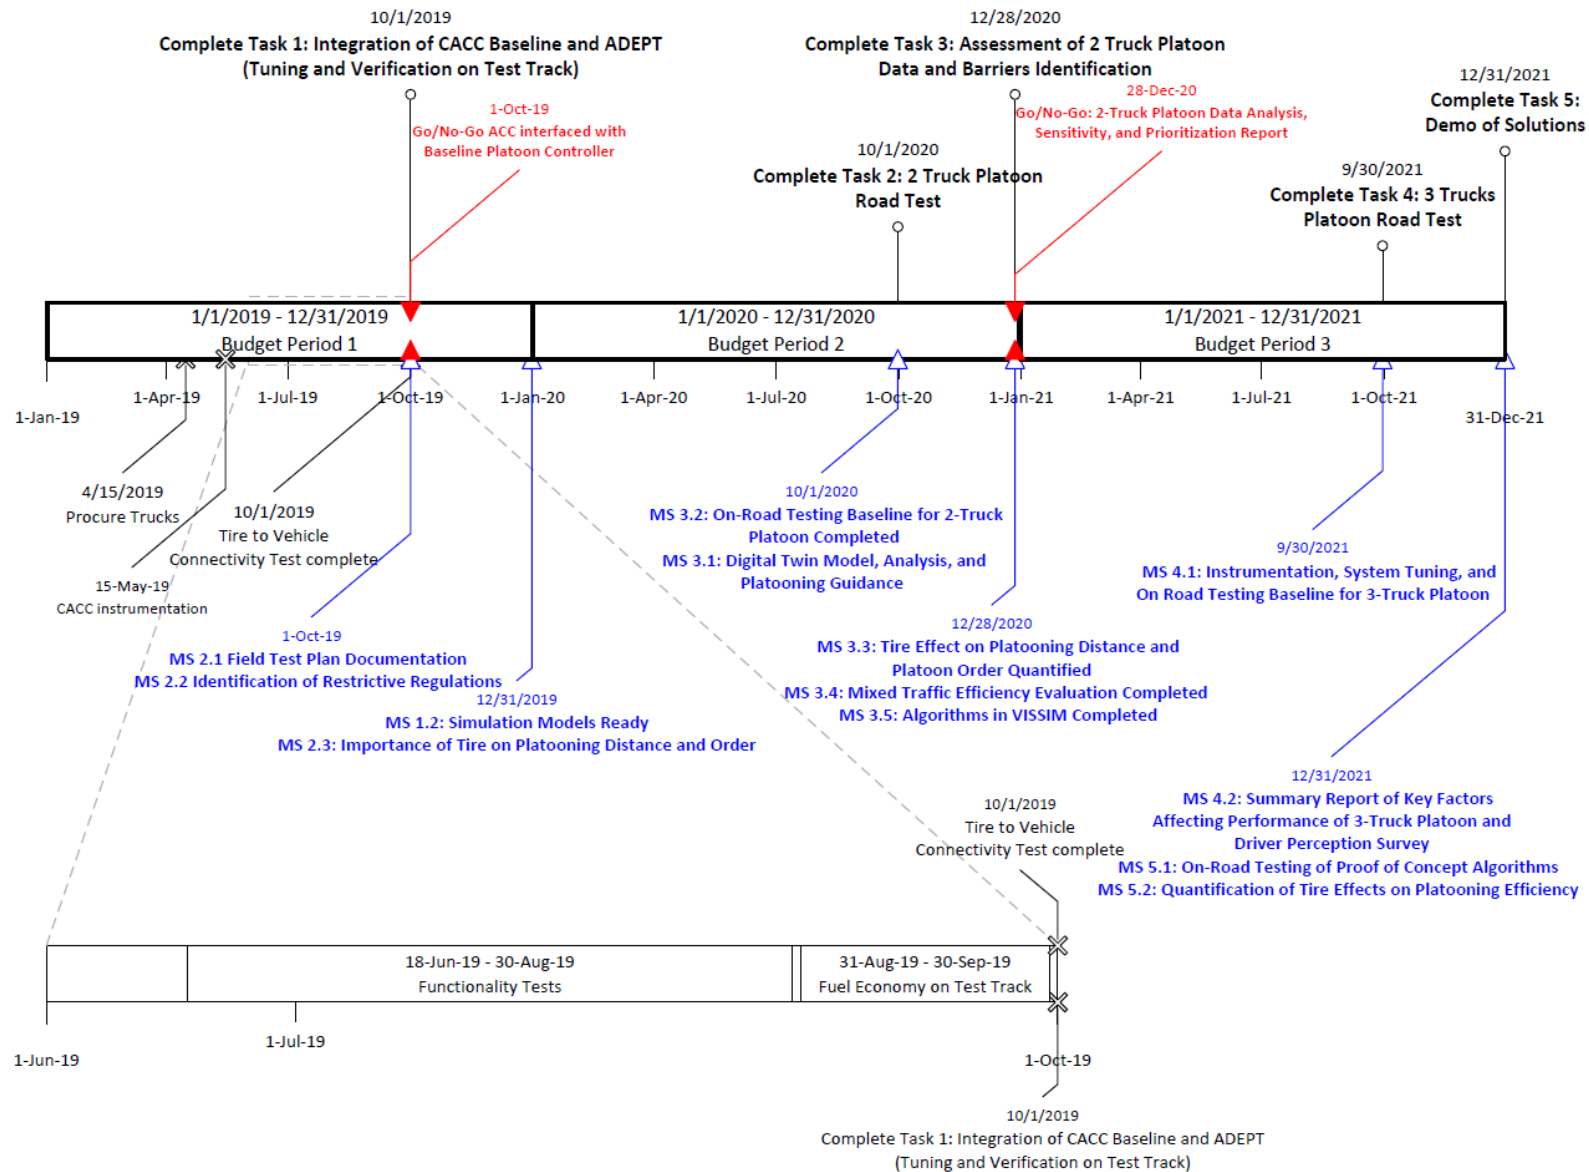 10/1/2019
Complete Task 1: Integration of CACC Baseline and ADEPT
(Tuning and Verification on Test Track)
1-Oct-19
Go/No-Go ACC interfaced with
Baseline Platoon Controller
12/28/2020
Complete Task 3: Assessment of 2 Truck Platoon
Data and Barriers Identification
28-Dec-20
Go/No-Go: 2-Truck Platoon Data Analysis,
Sensitivity, and Prioritization Report
10/1/2020
Complete Task 2: 2 Truck Platoon
Road Test
12/31/2021
Complete Task 5:
Demo of Solutions
9/30/2021
Complete Task 4: 3 Trucks
Platoon Road Test
1/1/2019 - 12/31/2019
Budget Period 1
1/1/2020 - 12/31/2020
Budget Period 2
1/1/2021 - 12/31/2021
Budget Period 3
1-Jan-19
1-Apr-19
1-Jul-19
1-Oct-19
1-Jan-20
1-Apr-20
1-Jul-20
1-Oct-20
1-Jan-21
1-Apr-21
1-Jul-21
1-Oct-21
31-Dec-21
4/15/2019
Procure Trucks
10/1/2019
Tire to Vehicle
Connectivity Test complete
15-May-19
CACC instrumentation
1-Oct-19
MS 2.1 Field Test Plan Documentation
MS 2.2 Identification of Restrictive Regulations
12/31/2019
MS 1.2: Simulation Models Ready
MS 2.3: Importance of Tire on Platooning Distance and Order
10/1/2020
MS 3.2: On-Road Testing Baseline for 2-Truck
Platoon Completed
MS 3.1: Digital Twin Model, Analysis, and
Platooning Guidance
12/28/2020
MS 3.3: Tire Effect on Platooning Distance and
Platoon Order Quantified
MS 3.4: Mixed Traffic Efficiency Evaluation Completed
MS 3.5: Algorithms in VISSIM Completed
9/30/2021
MS 4.1: Instrumentation, System Tuning, and
On Road Testing Baseline for 3-Truck Platoon
12/31/2021
MS 4.2: Summary Report of Key Factors
Affecting Performance of 3-Truck Platoon and
Driver Perception Survey
MS 5.1: On-Road Testing of Proof of Concept Algorithms
MS 5.2: Quantification of Tire Effects on Platooning Efficiency
10/1/2019
Tire to Vehicle
Connectivity Test complete
18-Jun-19 - 30-Aug-19
Functionality Tests
31-Aug-19 - 30-Sep-19
Fuel Economy on Test Track
1-Jun-19
1-Jul-19
1-Oct-19
10/1/2019
Complete Task 1: Integration of CACC Baseline and ADEPT
(Tuning and Verification on Test Track)